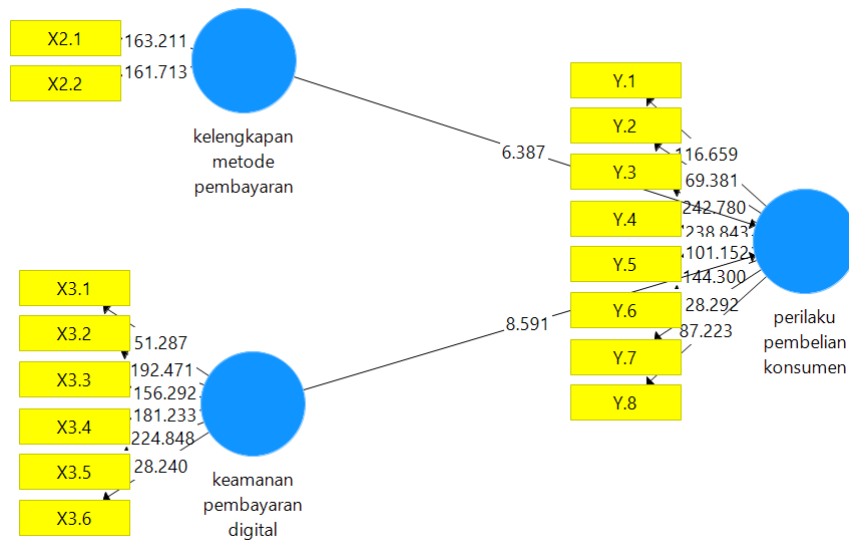 X2.1
163.211
X2.2
161.713
kelengkapan
metode
pembayaran
6.387
Y.1
Y.2
Y.3
Y.4
Y.5
Y.6
Y.7
Y.8
116.659
69.381
242.780
238.843
101.152
144.300
28.292
87.223
perilaku
pembelian
konsumen
8.591
X3.1
X3.2
X3.3
X3.4
X3.5
X3.6
51.287
192.471
156.292
181.233
224.848
28.240
keamanan
pembayaran
digital